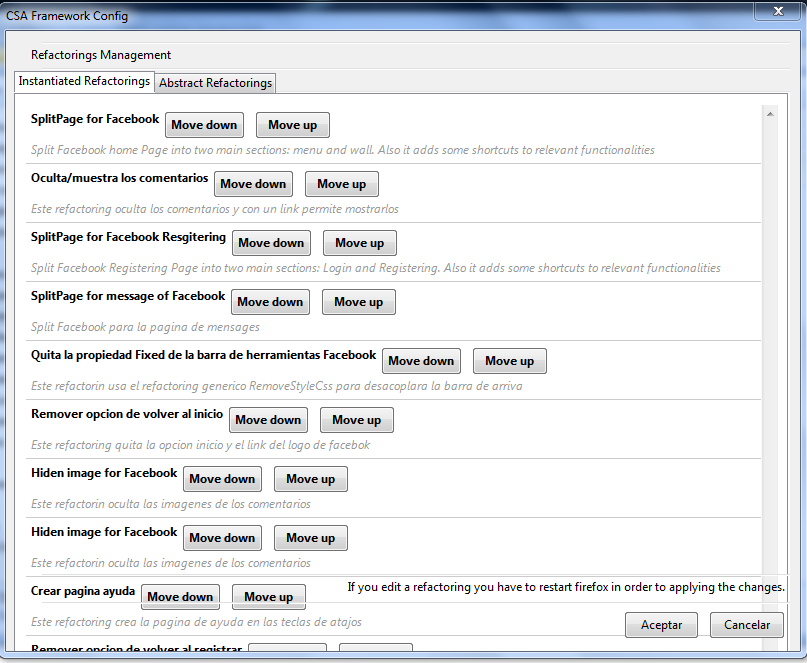 CSA Framework Config
Refactorings Management
Instantiated Refactorings Abstract Refactorings
SplitPage for Facebook Move down Move up
Split Facebook home Page into two main sections: menu and wall. Also it adds some shortcuts to relevant functionalities
Oculta/muestra los comentarios Move down Move up
Este refactoring oculta los comentarios y con un link permite mostrarlos
SplitPage for Facebook Resgitering Move down Move up
Split Facebook Registering Page into two main sections: Login and Registering. Also it adds some shortcuts to relevant functionalities
SplitPage for message of Facebook Move down Move up
Split Facebook para la pagina de mensages
Quita la propiedad Fixed de la barra de herramientas Facebook Move down Move up
Este refactorin usa el refactoring generico RemoveStyleCss para desacoplara la barra de arriva
Remover opcion de volver al inicio Move down Move up
Este refactoring quita la opcion inicio y el link del logo de facebok
Hiden image for Facebook Move down Move up
Este refactorin oculta las imagenes de los comentarios
Hiden image for Facebook Move down Move up
Este refactorin oculta las imagenes de los comentarios
Crear pagina ayuda Move down Move up
If you edit a refactoring you have to restart firefox in order to applying the changes.
Este refactoring crea la pagina de ayuda en las teclas de atajos
Aceptar Cancelar
Remover opcion de volver al registrar